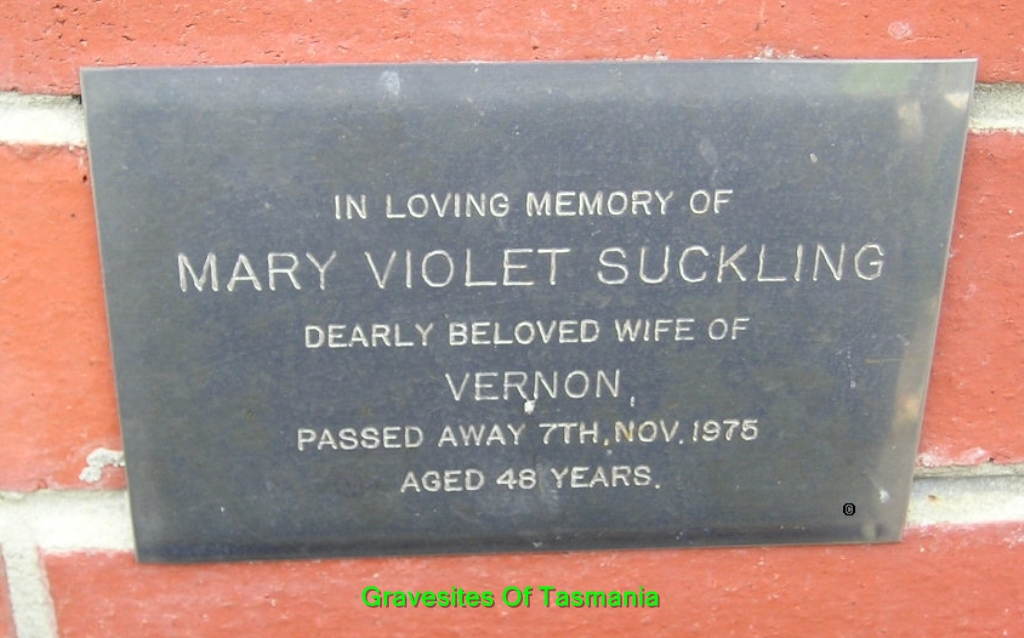 IN LOVING MEMORY OF
MARY VIOLET SUCKLING
DEARLY BELOVED WIFE OF
VERNON,
PASSED AWAY 7TH, NOV. 1975
AGED 48 YEARS.
©
Gravesites Of Tasmania